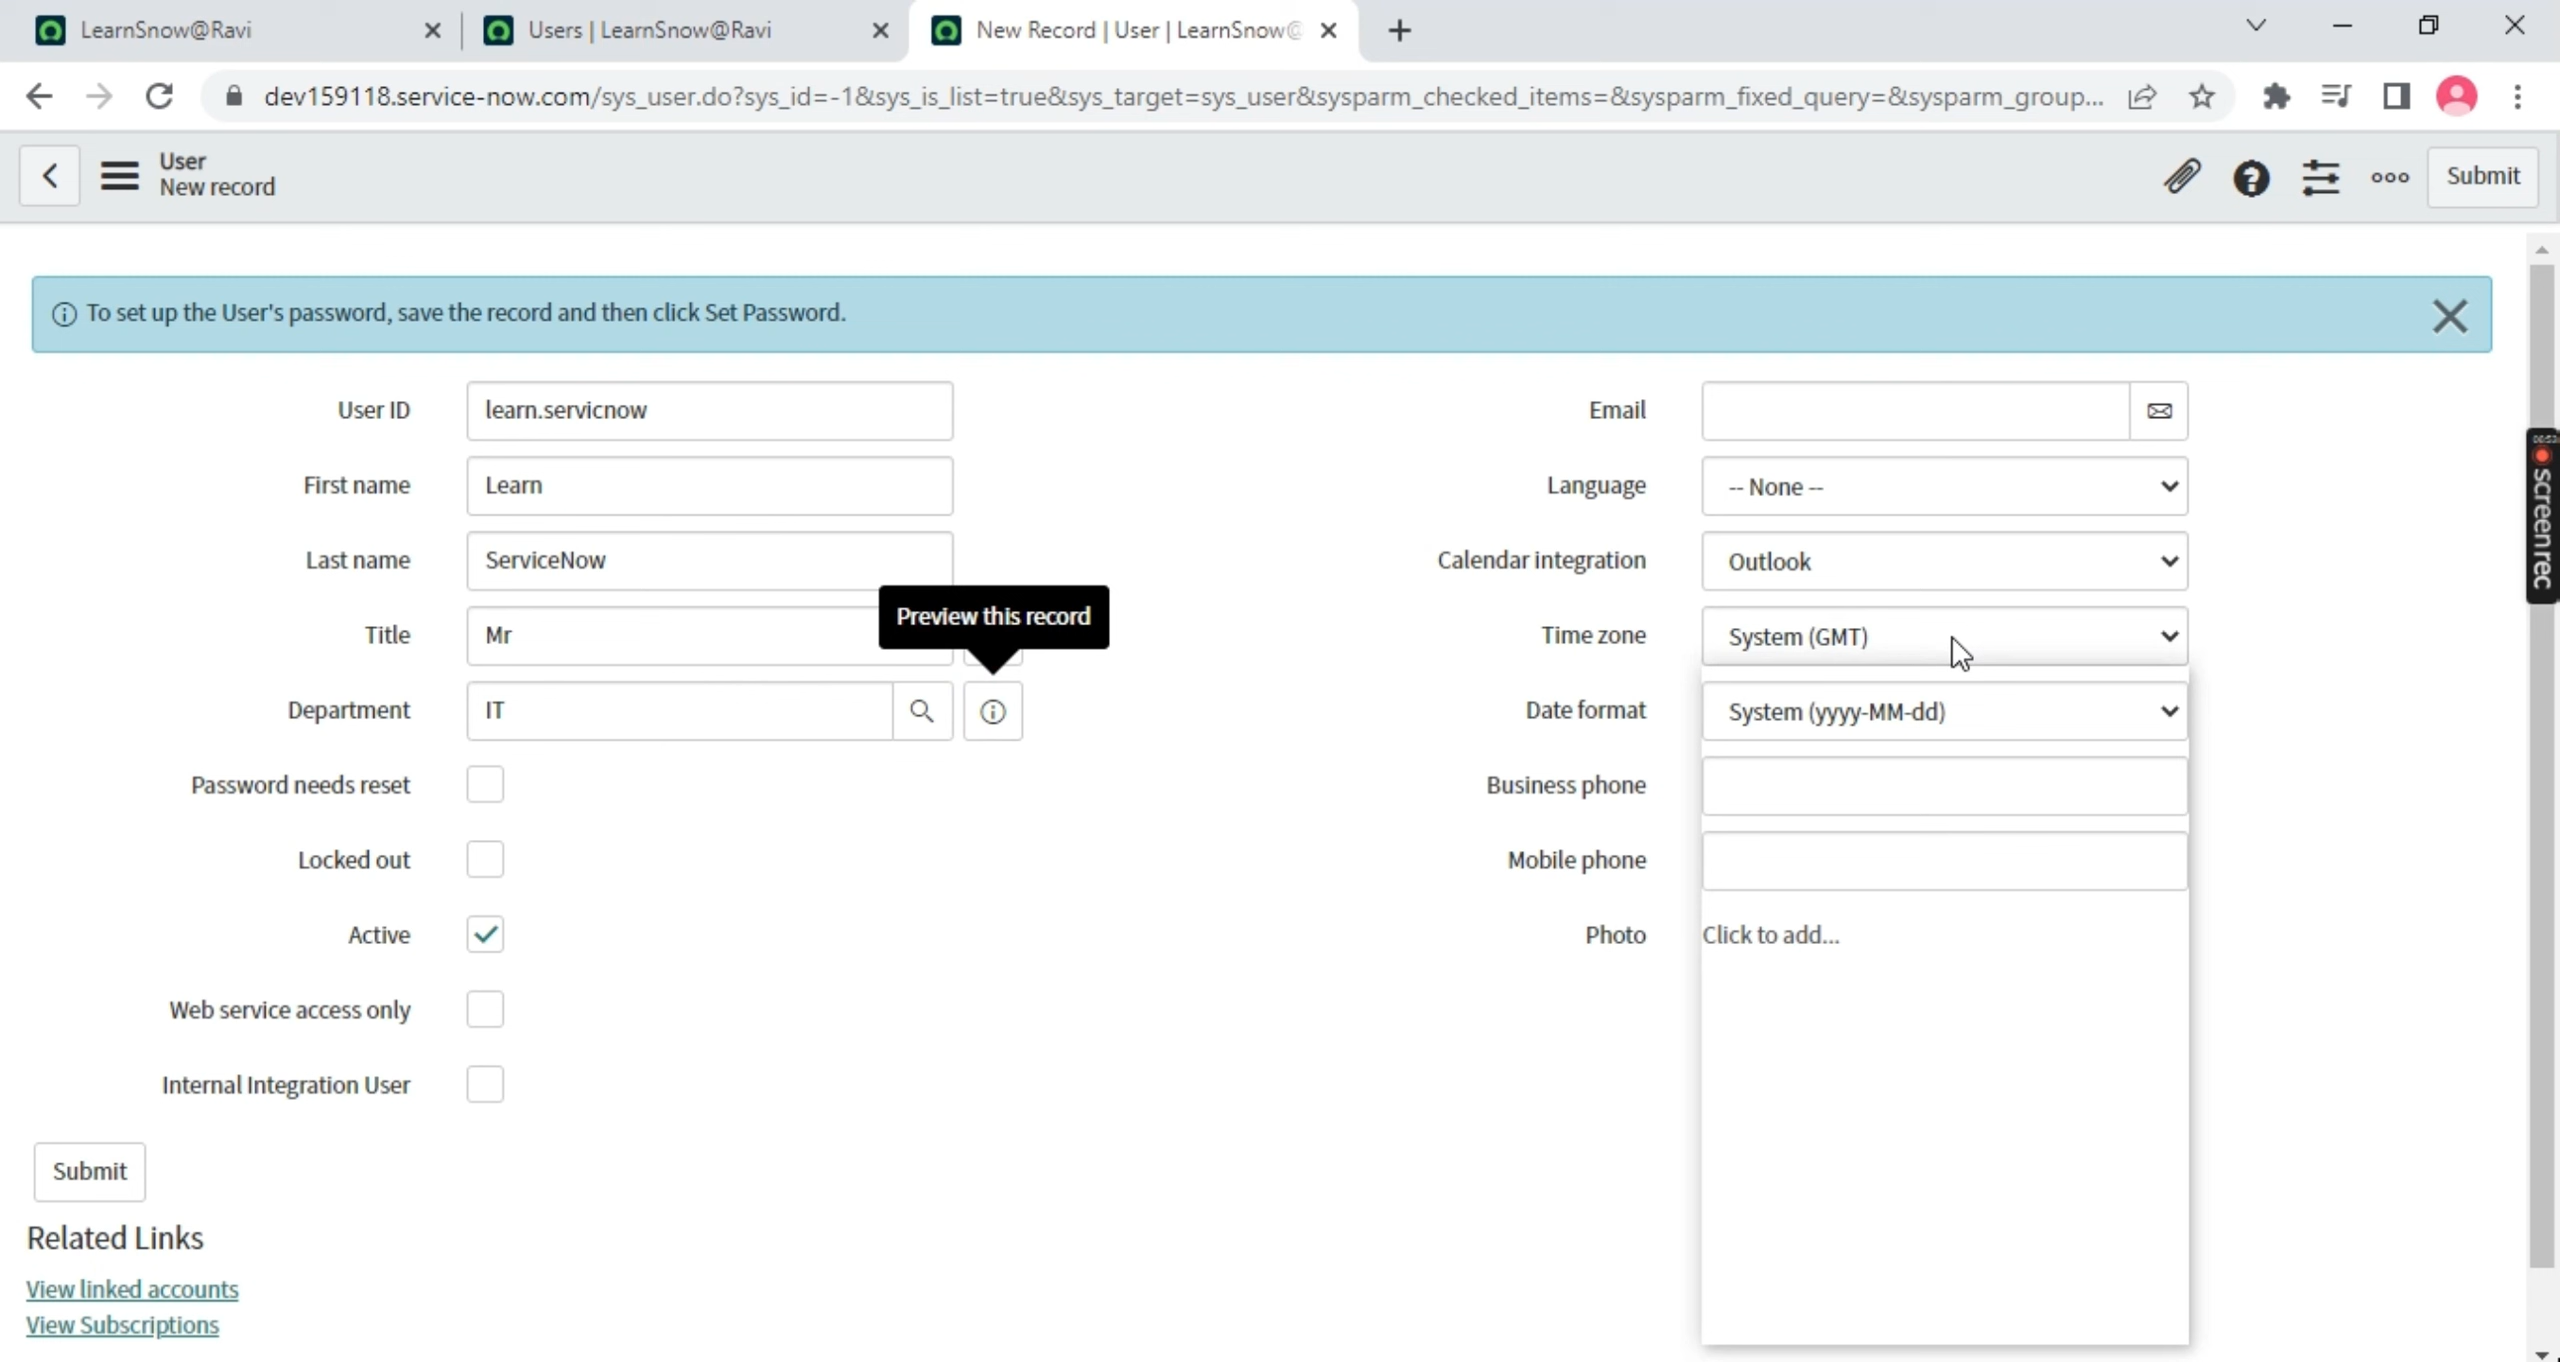 LearnSnow@Ravi
Users | LearnSnow@Ravi
New Record | User | LearnSnow@
dev159118.service-now.com/sys_user.do?sys_id=-1&sys_is_list=true&sys_target=sys_user&sysparm_checked_items=&sysparm_fixed_query=&sysparm_group...
User
New record
Submit
To set up the User's password, save the record and then click Set Password.
User ID learn.servicnow
First name Learn
Last name ServiceNow
Preview this record
Title Mr
Department IT
Password needs reset
Locked out
Active
Web service access only
Internal Integration User
Email
Language -- None --
Calendar integration Outlook
Time zone System (GMT)
Date format System (yyyy-MM-dd)
Business phone
Mobile phone
Photo Click to add...
Submit
Related Links
View linked accounts
View Subscriptions
screenrec